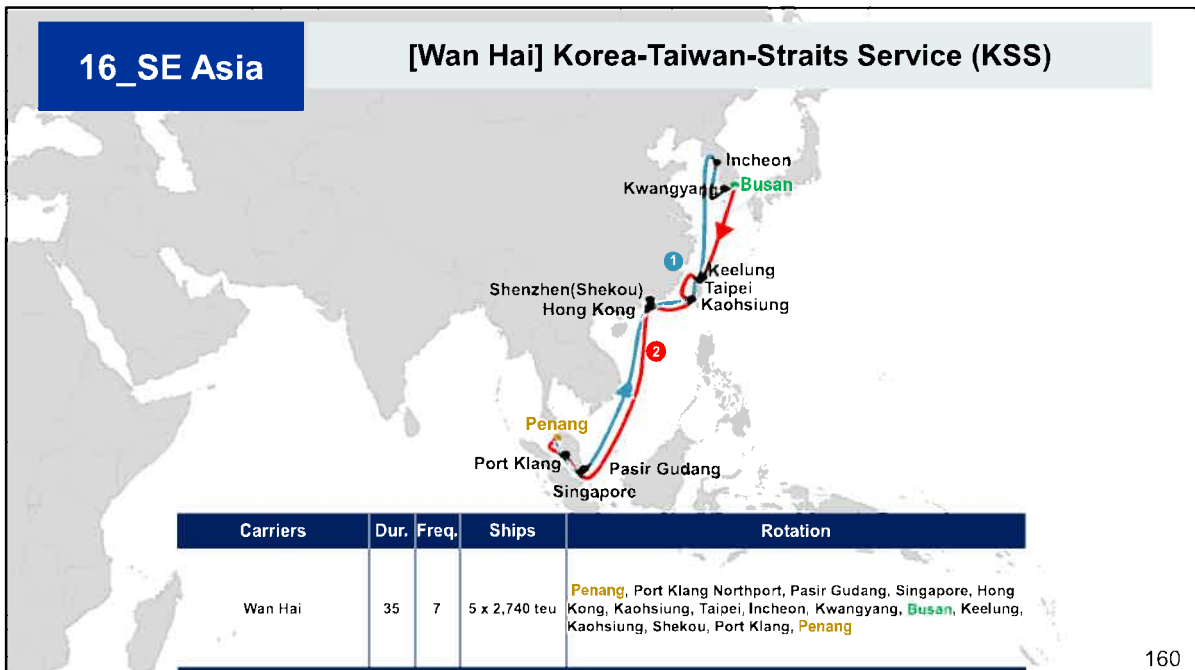 16_SE Asia
[Wan Hai] Korea-Taiwan-Straits Service (KSS)
Incheon
Kwangyang
Busan
1
Keelung
Taipei
Kaohsiung
Shenzhen(Shekou)
Hong Kong
2
Penang
Port Klang
Pasir Gudang
Singapore
Carriers Dur. Freq. Ships Rotation
Wan Hai 35 7 5 x 2,740 teu
Penang, Port Klang Northport, Pasir Gudang, Singapore, Hong
Kong, Kaohsiung, Taipei, Incheon, Kwangyang, Busan, Keelung,
Kaohsiung, Shekou, Port Klang, Penang
160